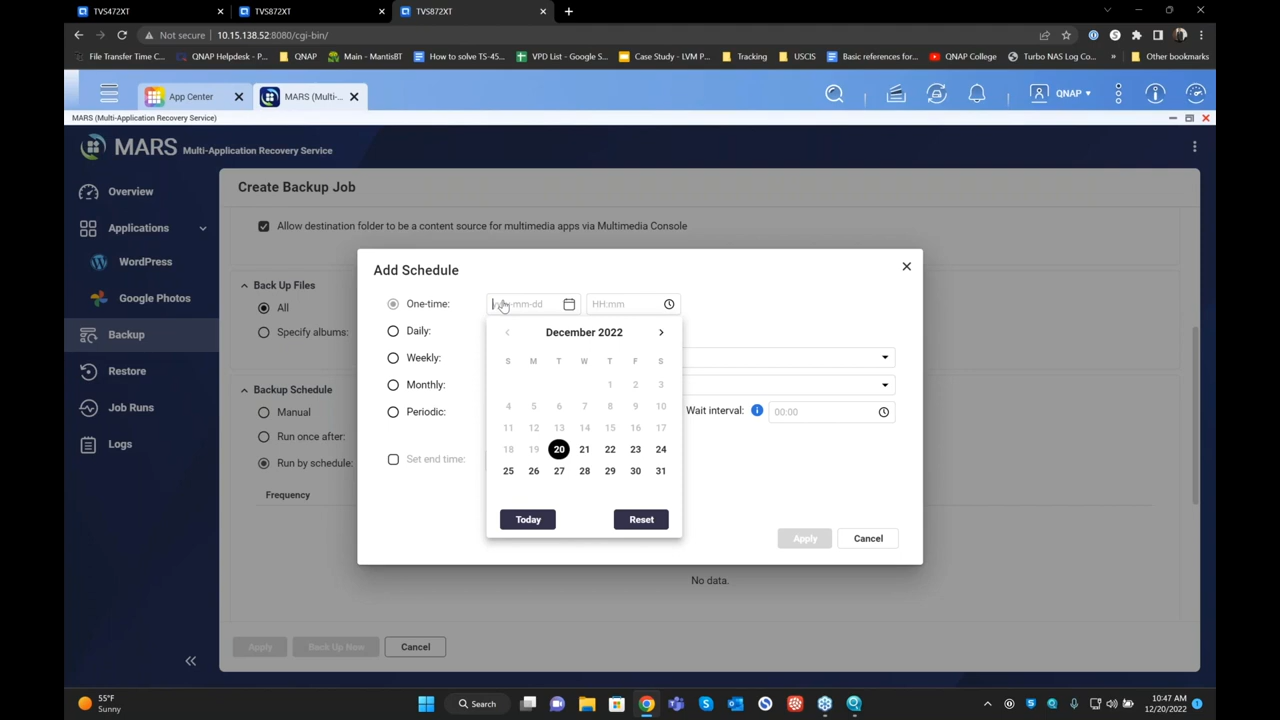 TVS472XT
TVS872XT
TVS872XT
Not secure
10.15.138.52:8080/cgi-bin/
File Transfer Time C...
QNAP Helpdesk - P...
QNAP
Main - MantisBT
How to solve TS-45...
VPD List - Google S...
Case Study - LVM P...
Tracking
USCIS
Basic references for...
QNAP College
Turbo NAS Log Co...
»
Other bookmarks
App Center
MARS (Multi-...
QNAP
MARS (Multi-Application Recovery Service)
MARS Multi-Application Recovery Service
Overview
Applications
WordPress
Google Photos
Backup
Restore
Job Runs
Logs
Create Backup Job
Allow destination folder to be a content source for multimedia apps via Multimedia Console
Back Up Files
All
Specify albums:
Backup Schedule
Manual
Run once after:
Run by schedule:
Frequency
No data.
Apply
Back Up Now
Cancel
Add Schedule
One-time:
-mm-dd
HH:mm
Daily:
Weekly:
Monthly:
Periodic:
Wait interval:
00:00
Set end time:
December 2022
S M T W T F S
1 2 3
4 5 6 7 8 9 10
11 12 13 14 15 16 17
18 19 20 21 22 23 24
25 26 27 28 29 30 31
Today
Reset
Apply
Cancel
55°F
Sunny
Search
10:47 AM
12/20/2022
1